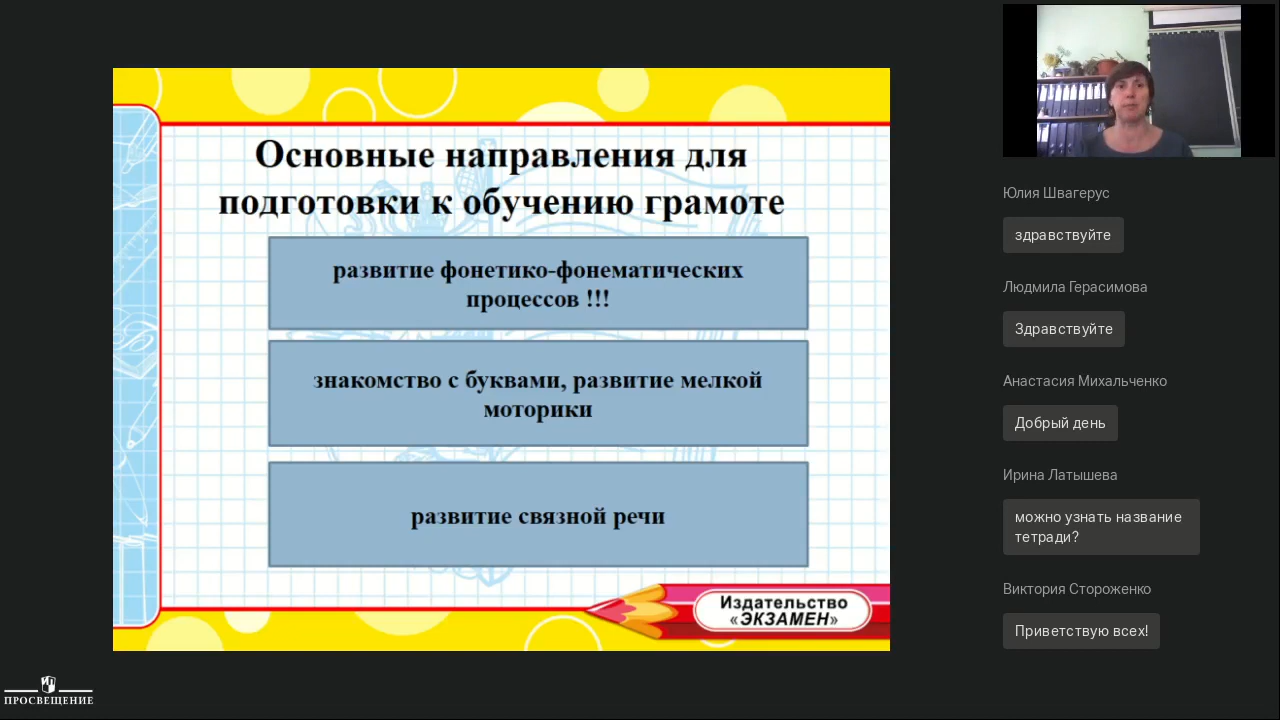 Основные направления для
подготовки к обучению грамоте
развитие фонетико-фонематических
процессов !!!
знакомство с буквами, развитие мелкой
моторики
развитие связной речи
Издательство
«ЭКЗАМЕН»
ПРОСВЕЩЕНИЕ
Юлия Швагерус
здравствуйте
Людмила Герасимова
Здравствуйте
Анастасия Михальченко
Добрый день
Ирина Латышева
можно узнать название
тетради?
Виктория Стороженко
Приветствую всех!